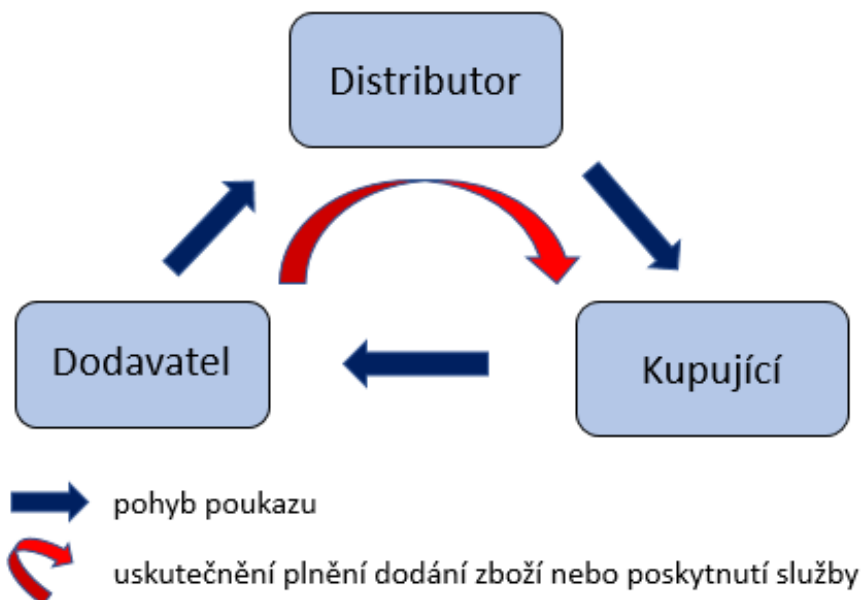 Distributor
Dodavatel
Kupující
pohyb poukazu
uskutečnění plnění dodání zboží nebo poskytnutí služby